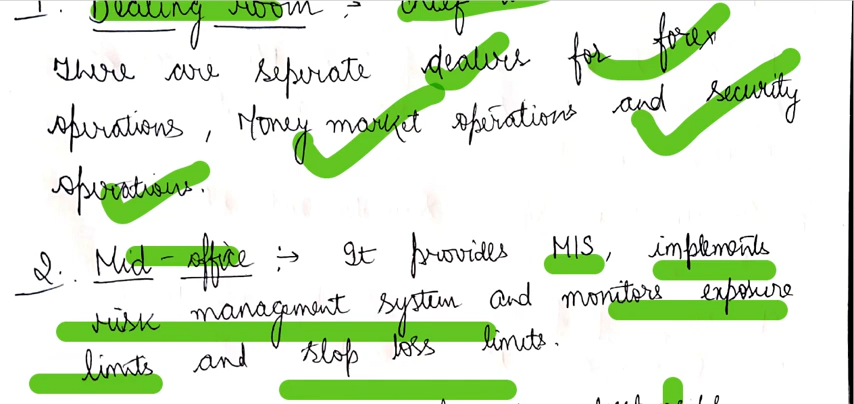 1. Dealing room :-
There are seperate dealers for forex
operations, Money market operations and security
operations.
2. Mid-office :→ It provides MIS, implements
risk management system and monitors exposure
limits and stop loss limits.